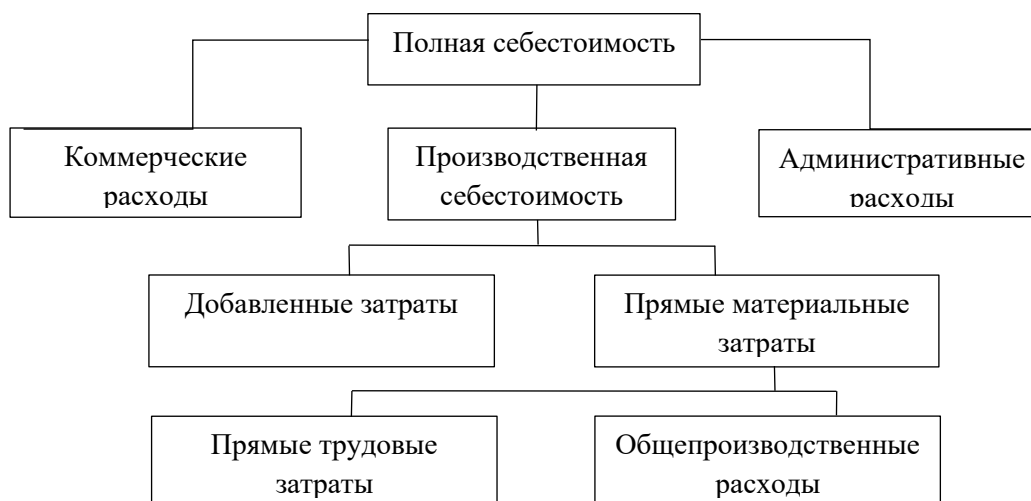 Полная себестоимость
Коммерческие
расходы
Производственная
себестоимость
Административные
расходы
Добавленные затраты
Прямые материальные
затраты
Прямые трудовые
затраты
Общепроизводственные
расходы